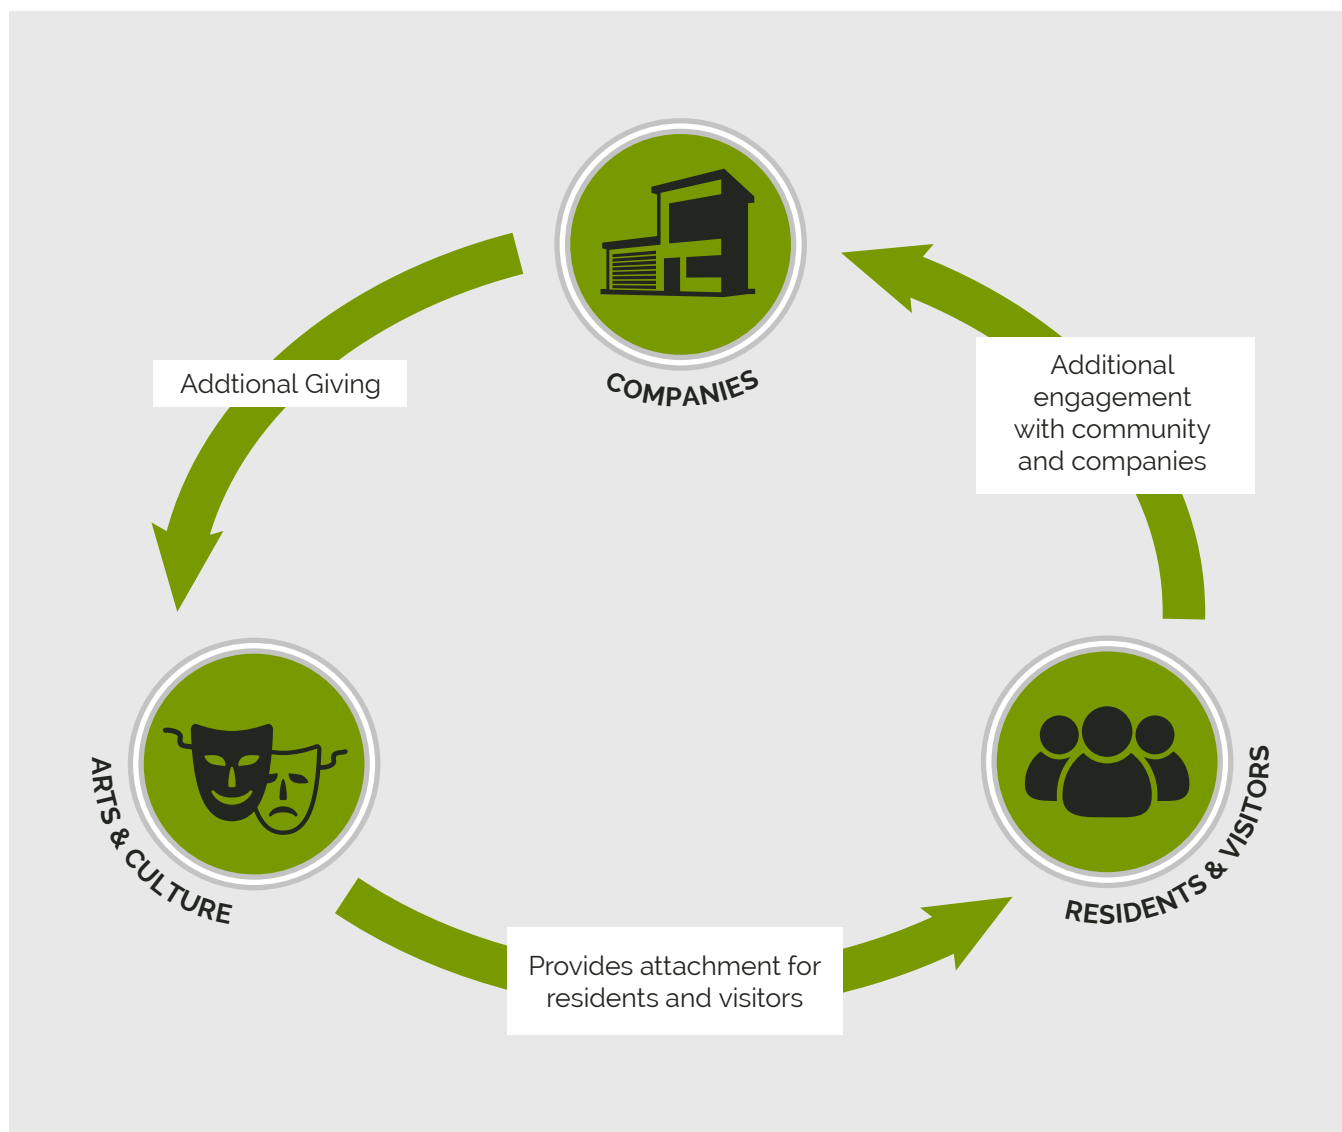 COMPANIES
Addtional Giving
Additional
engagement
with community
and companies
ARTS & CULTURE
RESIDENTS & VISITORS
Provides attachment for
residents and visitors